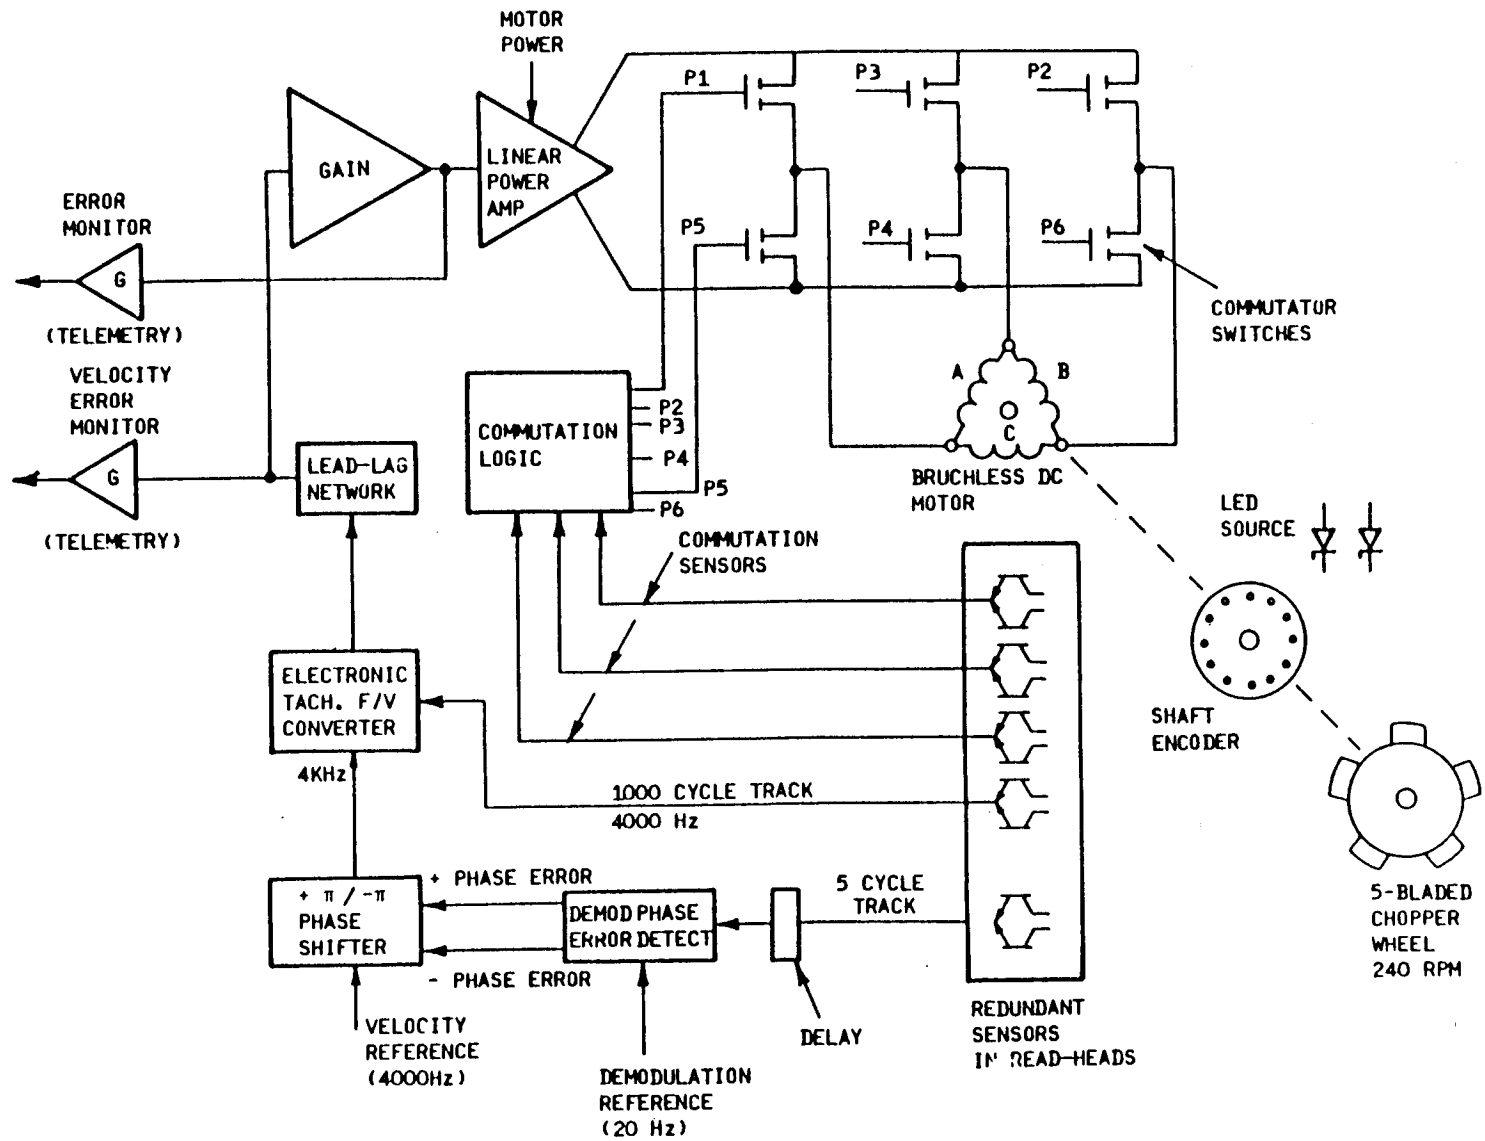 MOTOR
POWER
P1
P3
P2
GAIN
LINEAR
POWER
AMP
ERROR
MONITOR
G
(TELEMETRY)
P5
P4
P6
COMMUTATOR
SWITCHES
VELOCITY
ERROR
MONITOR
G
(TELEMETRY)
LEAD-LAG
NETWORK
COMMUTATION
LOGIC
P2
P3
P4
P5
P6
A
B
C
BRUCHLESS DC
MOTOR
LED
SOURCE
COMMUTATION
SENSORS
ELECTRONIC
TACH. F/V
CONVERTER
4KHz
SHAFT
ENCODER
1000 CYCLE TRACK
4000 Hz
5-BLADED
CHOPPER
WHEEL
240 RPM
+ π / -π
PHASE
SHIFTER
+ PHASE ERROR
- PHASE ERROR
DEMOD PHASE
ERROR DETECT
5 CYCLE
TRACK
DELAY
REDUNDANT
SENSORS
IN READ-HEADS
VELOCITY
REFERENCE
(4000Hz)
DEMODULATION
REFERENCE
(20 Hz)